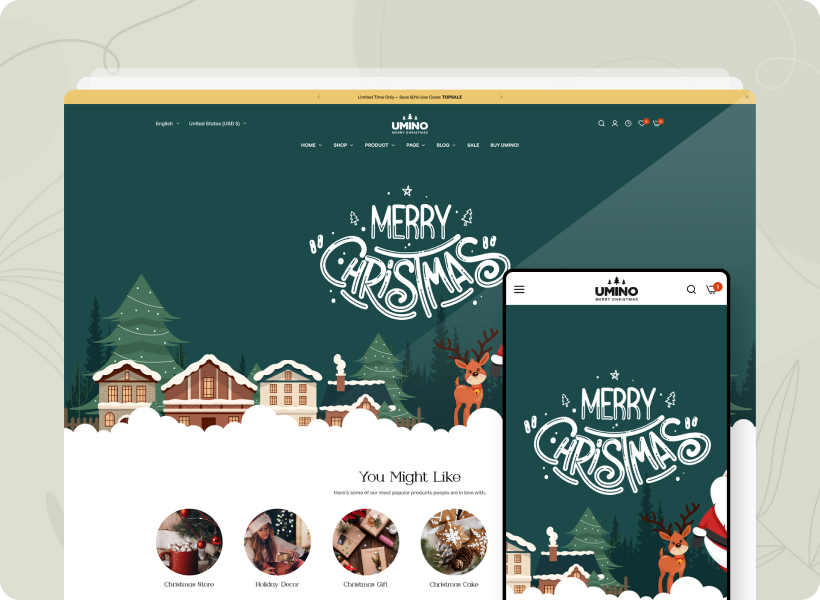 Limited Time Only – Save 50% Use Code: TOPSALE
English
United States (USD $)
UMINO
MERRY CHRISTMAS
HOME
SHOP
PRODUCT
PAGE
BLOG
SALE
BUY UMINO!
MERRY
CHRISTMAS
You Might Like
Here's some of our most popular products people are in love with.
Christmas Store
Holiday Decor
Christmas Gift
Christmas Cake
UMINO
MERRY CHRISTMAS
MERRY
CHRISTMAS